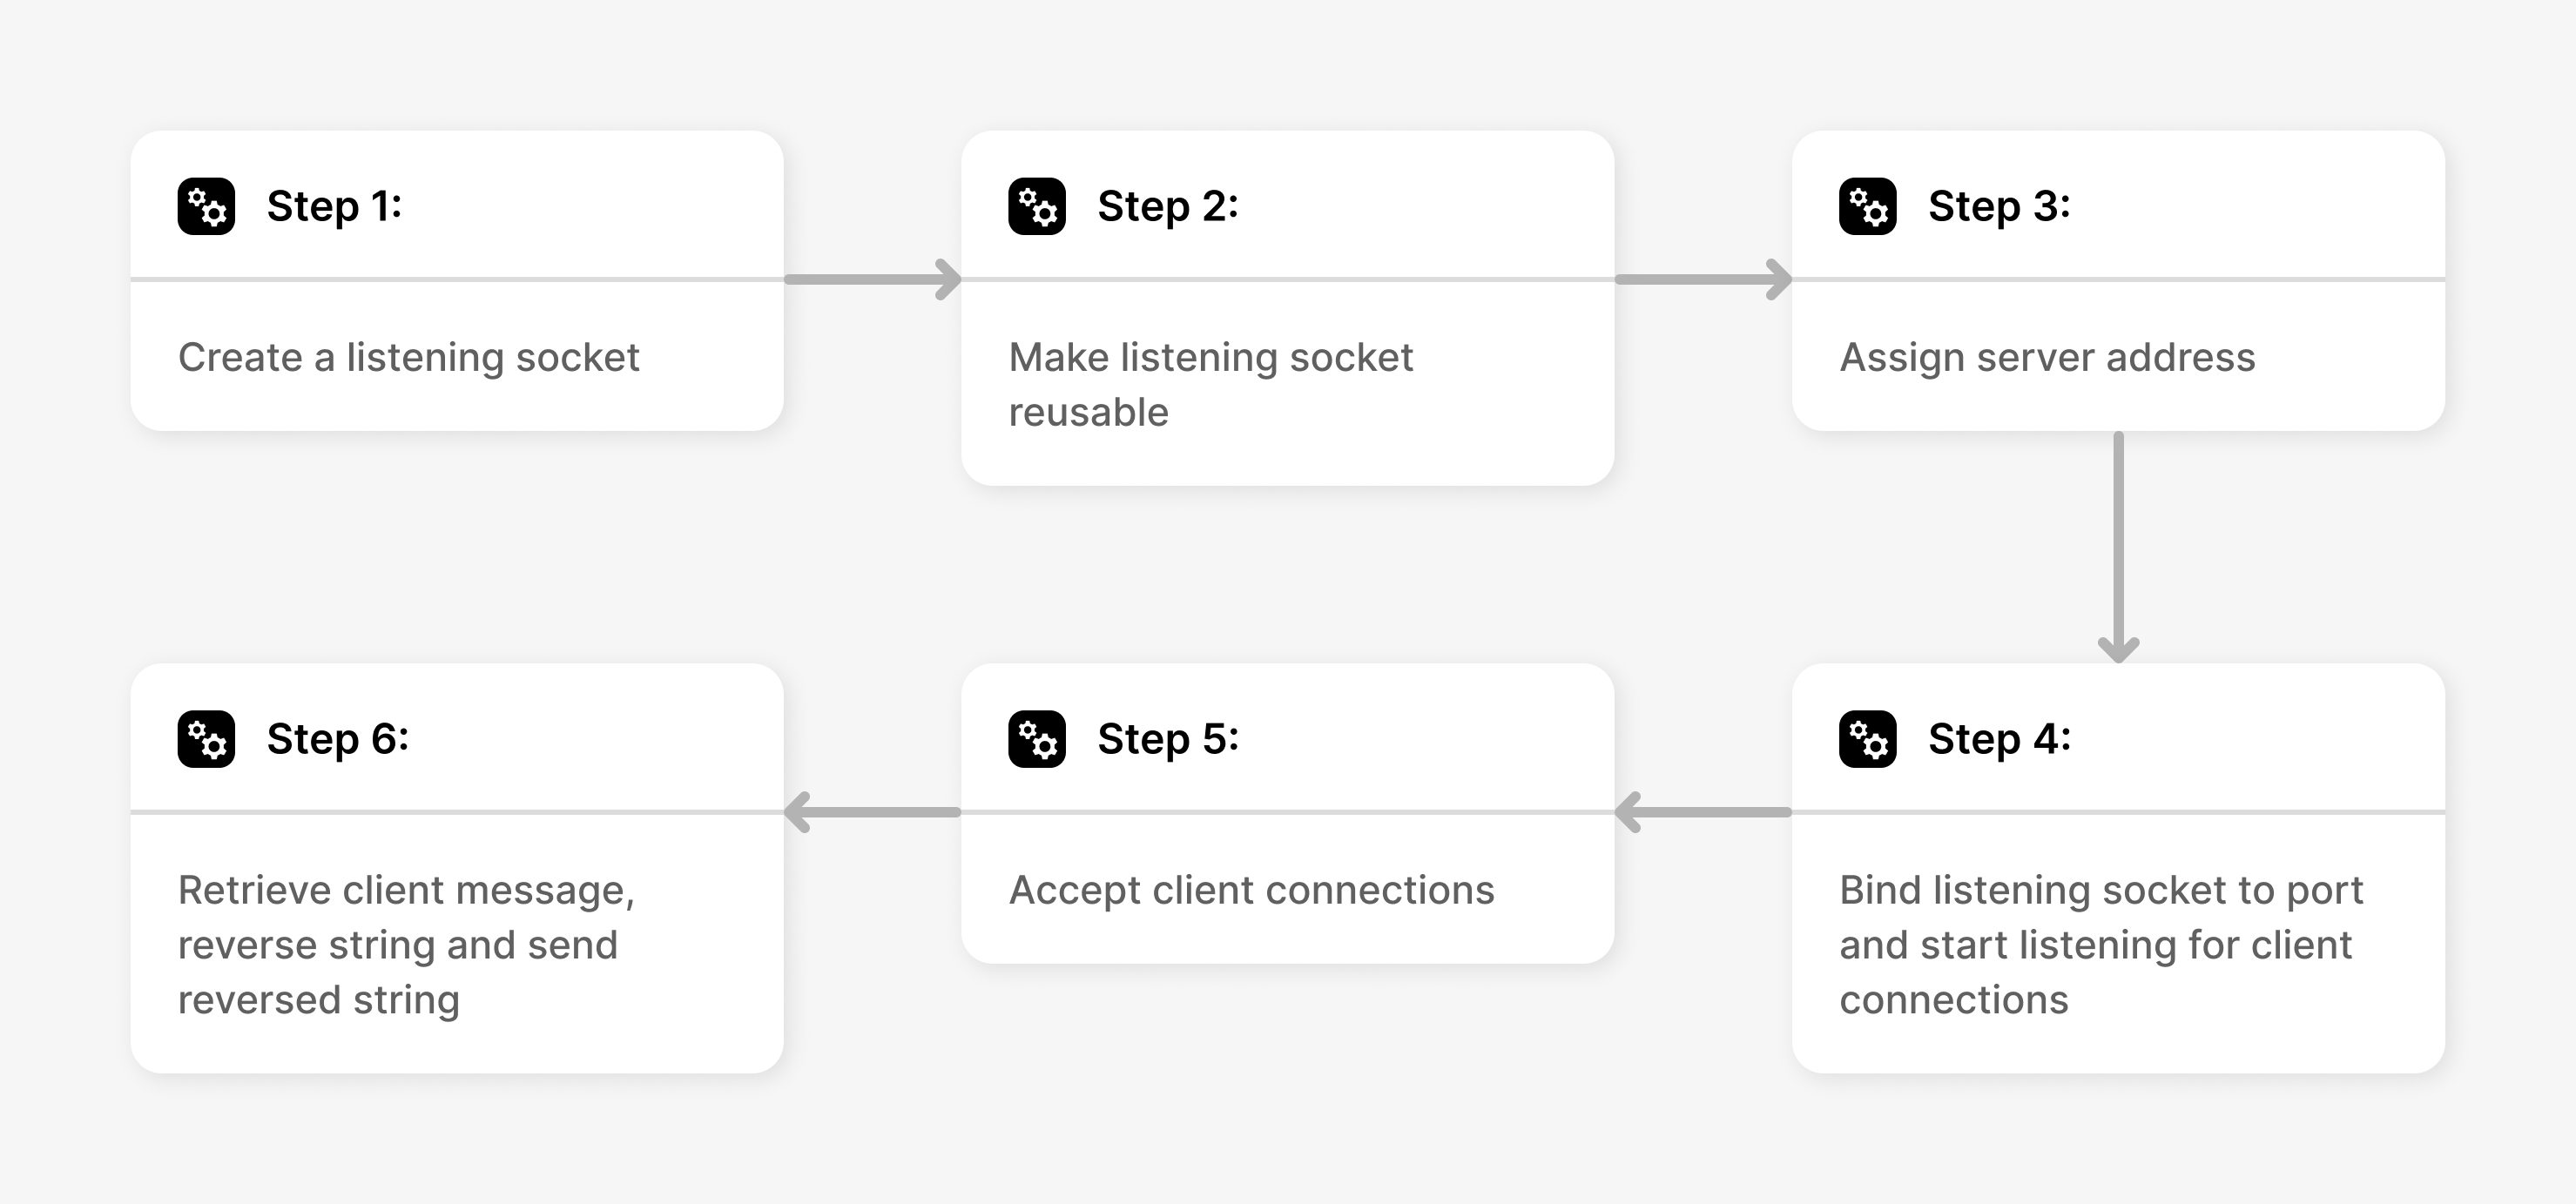 Step 1:
Create a listening socket
Step 2:
Make listening socket
reusable
Step 3:
Assign server address
Step 4:
Bind listening socket to port
and start listening for client
connections
Step 5:
Accept client connections
Step 6:
Retrieve client message,
reverse string and send
reversed string